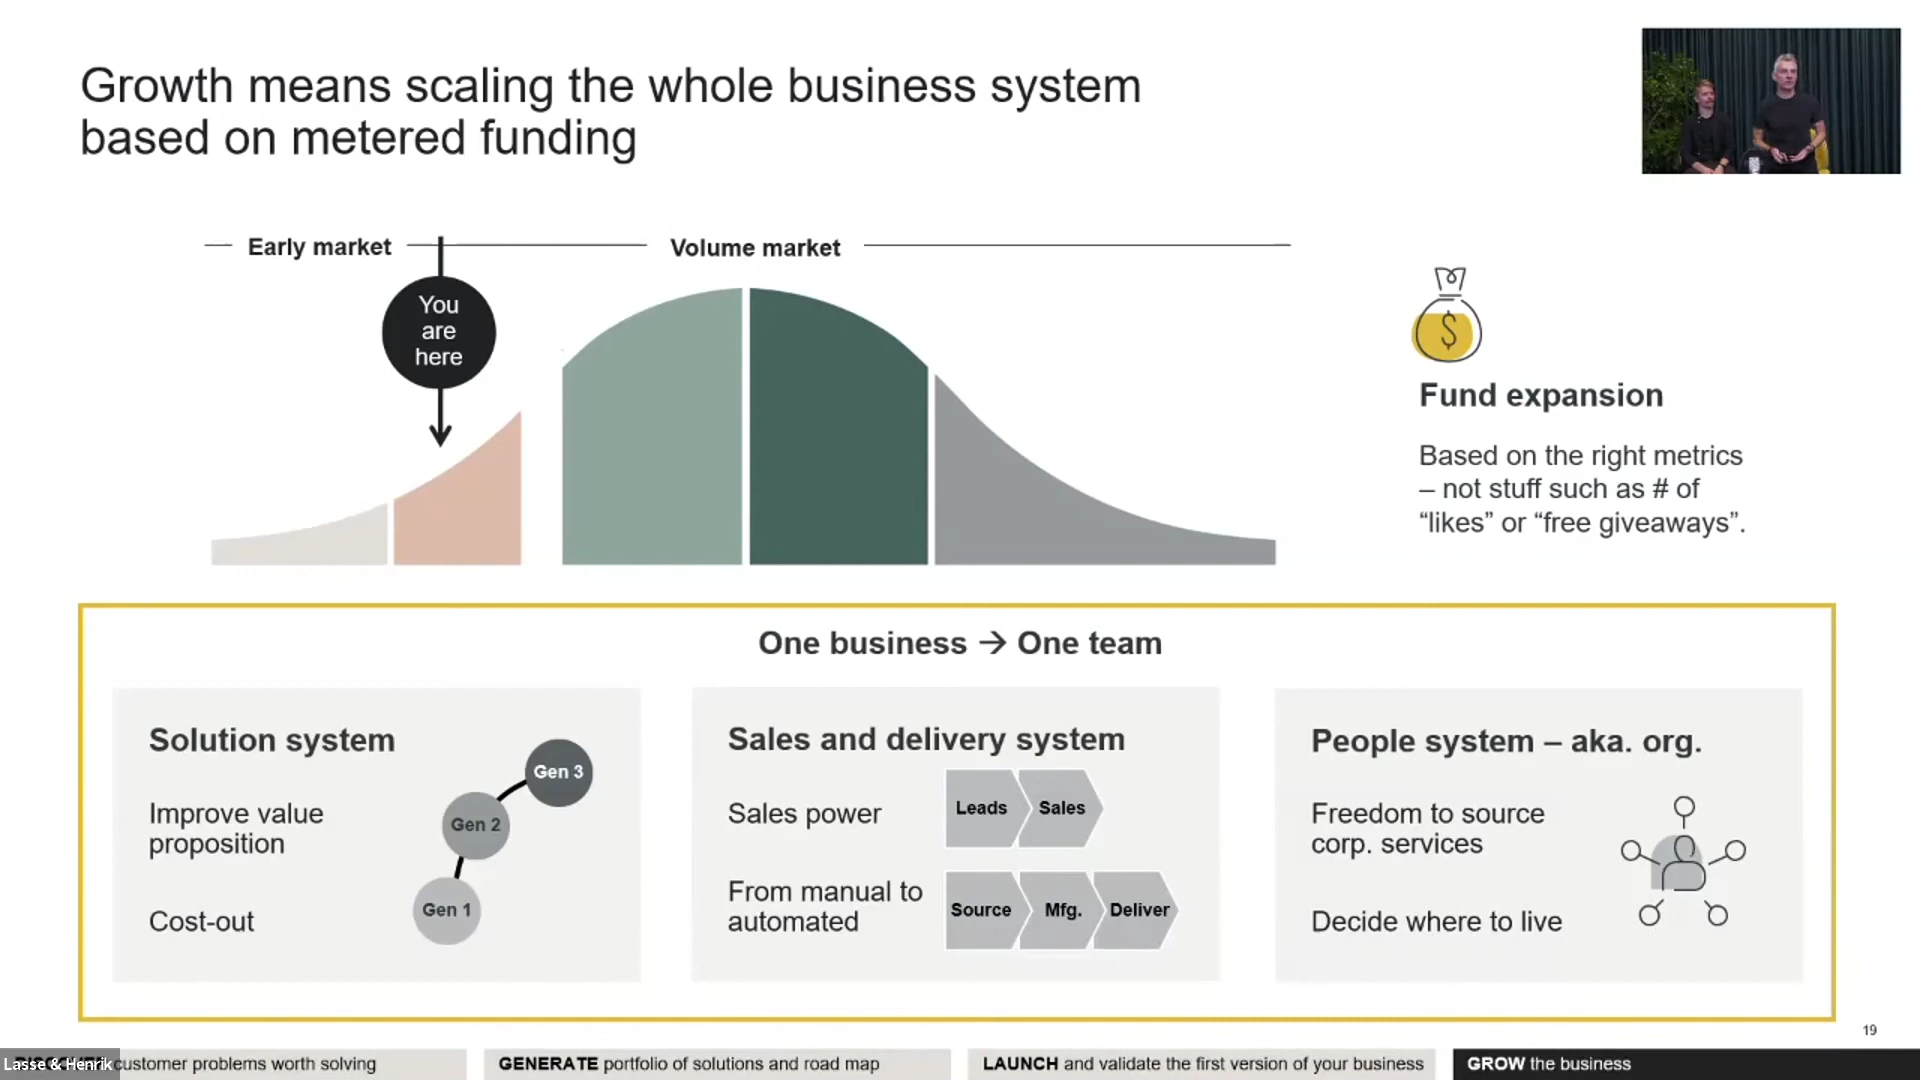 Growth means scaling the whole business system
based on metered funding
Early market
Volume market
You
are
here
Fund expansion
Based on the right metrics
– not stuff such as # of
“likes” or “free giveaways”.
One business → One team
Solution system
Improve value
proposition
Cost-out
Gen 3
Gen 2
Gen 1
Sales and delivery system
Sales power
Leads
Sales
From manual to
automated
Source
Mfg.
Deliver
People system – aka. org.
Freedom to source
corp. services
Decide where to live
19
Lasse & Henrik
customer problems worth solving
GENERATE portfolio of solutions and road map
LAUNCH and validate the first version of your business
GROW the business